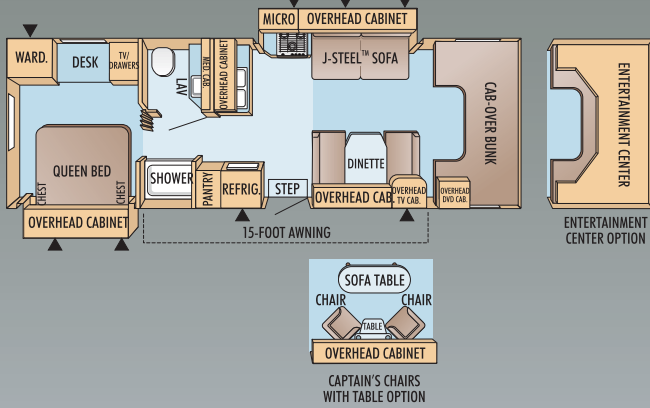 MICRO
OVERHEAD CABINET
WARD.
DESK
TV/
DRAWERS
LAV
MED CAB.
OVERHEAD CABINET
J-STEEL™ SOFA
CAB-OVER BUNK
ENTERTAINMENT CENTER
QUEEN BED
CHEST
CHEST
SHOWER
PANTRY
REFRIG.
STEP
DINETTE
OVERHEAD CAB.
OVERHEAD
TV CAB.
OVERHEAD
DVD CAB.
OVERHEAD CABINET
15-FOOT AWNING
ENTERTAINMENT
CENTER OPTION
SOFA TABLE
CHAIR
CHAIR
TABLE
OVERHEAD CABINET
CAPTAIN'S CHAIRS
WITH TABLE OPTION